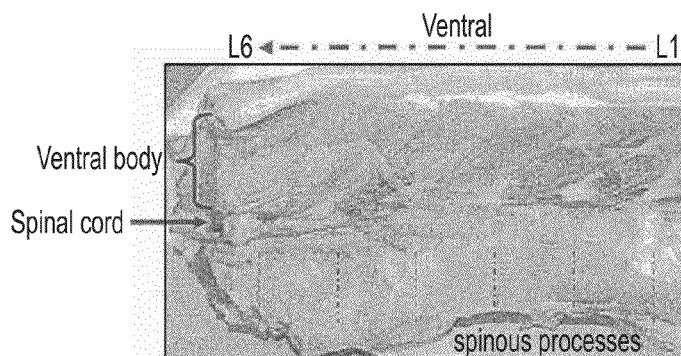 Ventral
L6 L1
Ventral body
Spinal cord
spinous processes